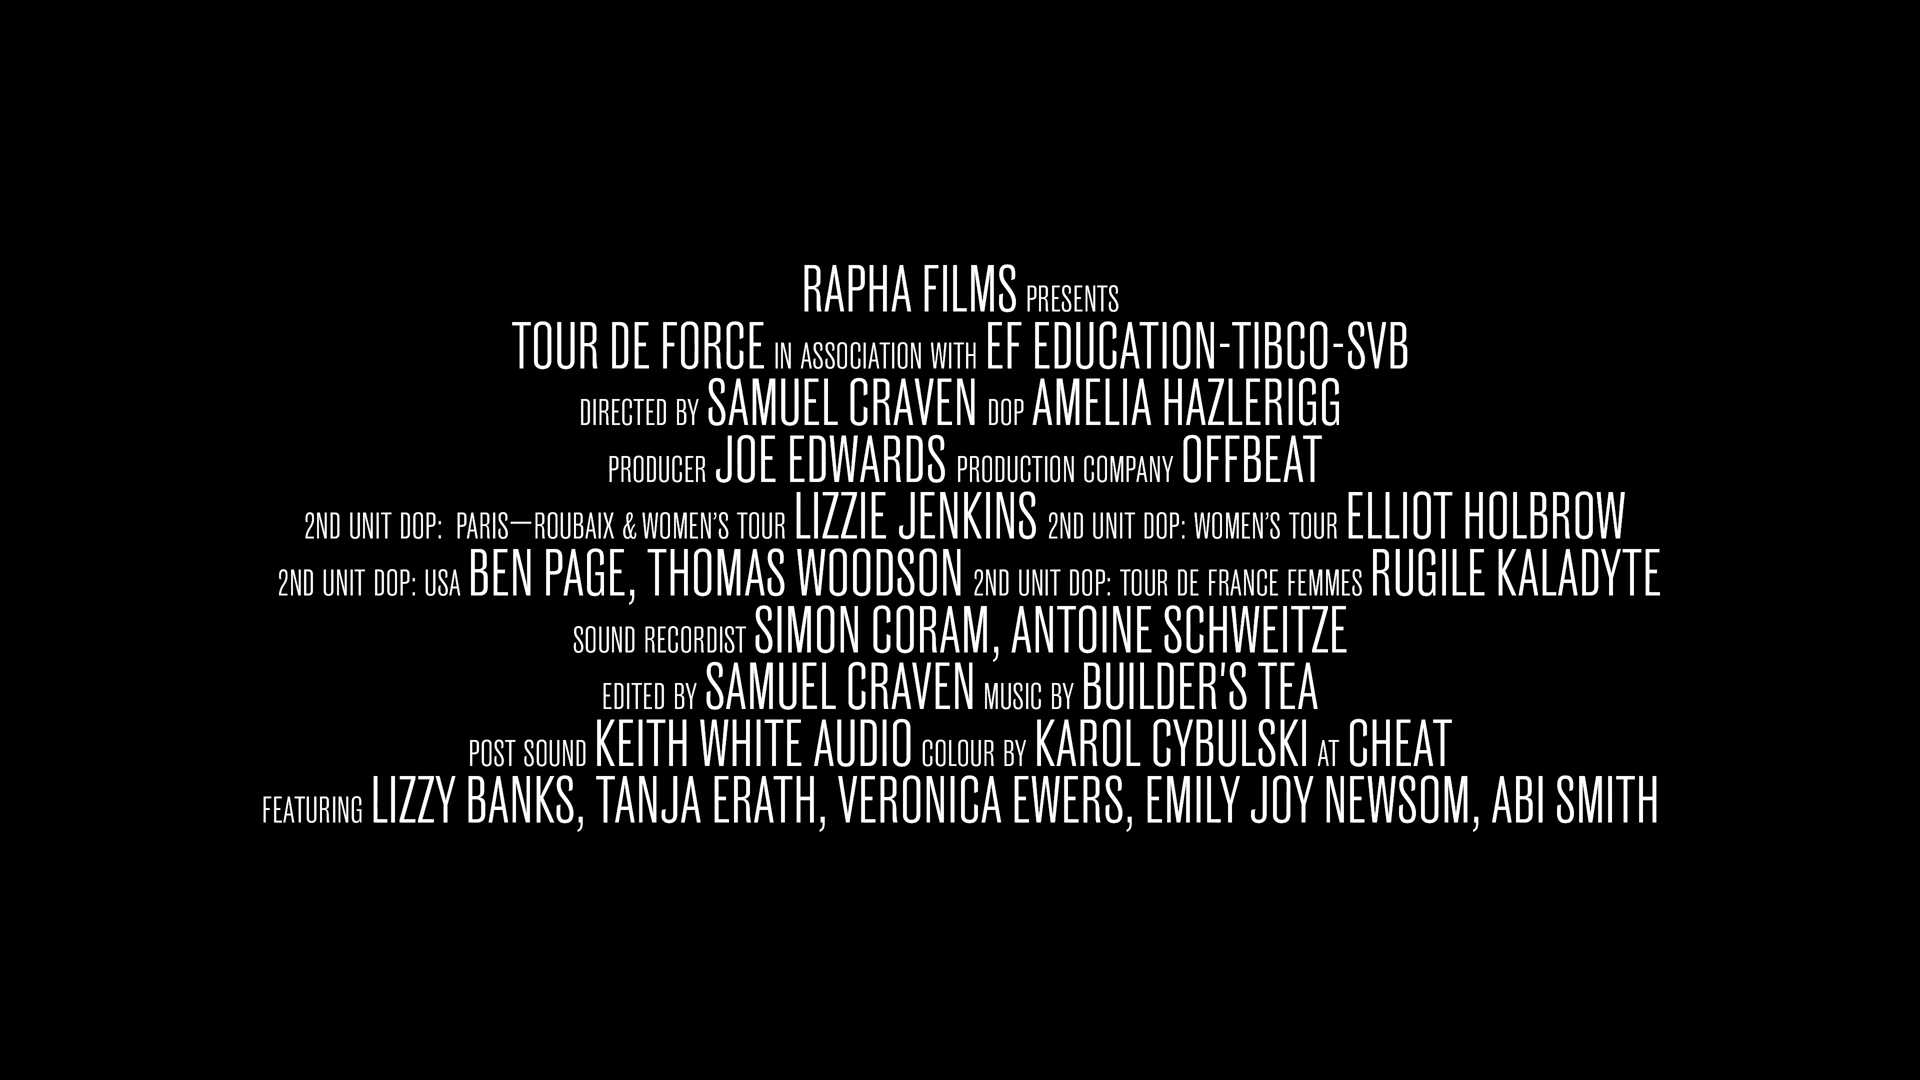 RAPHA FILMS PRESENTS
TOUR DE FORCE IN ASSOCIATION WITH EF EDUCATION-TIBCO-SVB
DIRECTED BY SAMUEL CRAVEN DOP AMELIA HAZLERIGG
PRODUCER JOE EDWARDS PRODUCTION COMPANY OFFBEAT
2ND UNIT DOP: PARIS—ROUBAIX & WOMEN’S TOUR LIZZIE JENKINS 2ND UNIT DOP: WOMEN’S TOUR ELLIOT HOLBROW
2ND UNIT DOP: USA BEN PAGE, THOMAS WOODSON 2ND UNIT DOP: TOUR DE FRANCE FEMMES RUGILE KALADYTE
SOUND RECORDIST SIMON CORAM, ANTOINE SCHWEITZE
EDITED BY SAMUEL CRAVEN MUSIC BY BUILDER'S TEA
POST SOUND KEITH WHITE AUDIO COLOUR BY KAROL CYBULSKI AT CHEAT
FEATURING LIZZY BANKS, TANJA ERATH, VERONICA EWERS, EMILY JOY NEWSOM, ABI SMITH